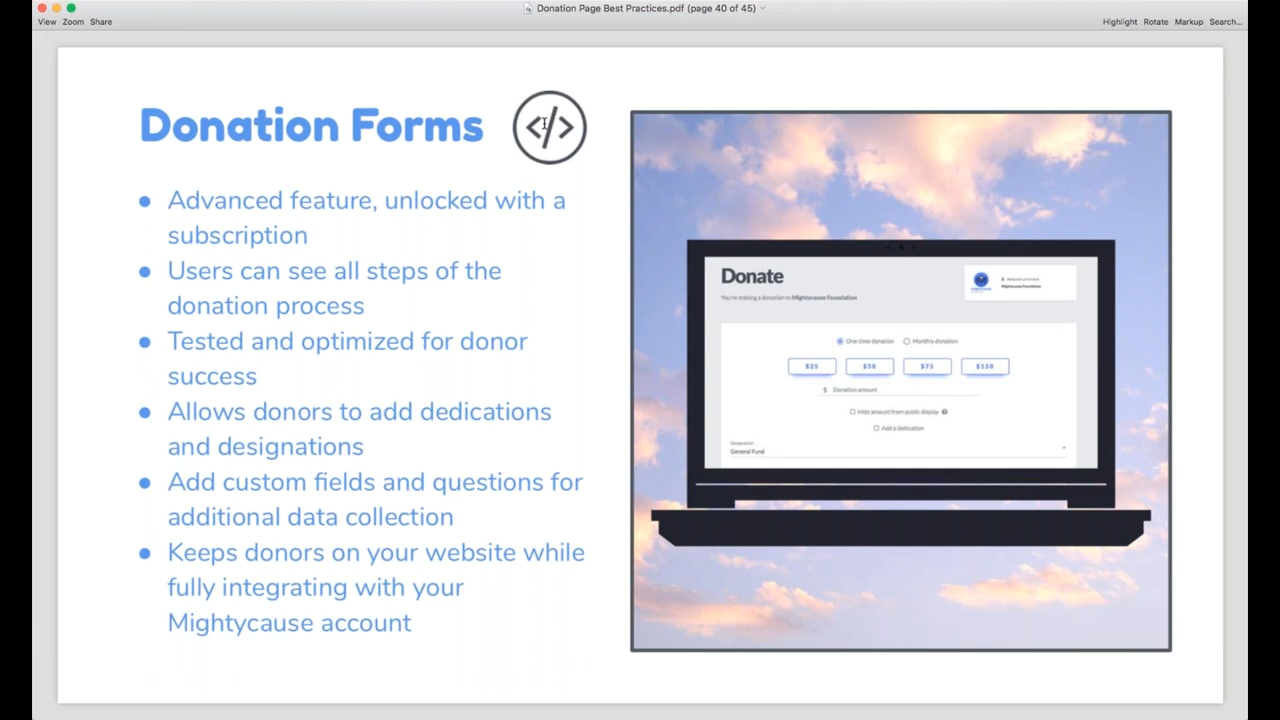 Donation Page Best Practices.pdf (page 40 of 45)
View Zoom Share
Highlight Rotate Markup Search...
Donation Forms
</>
• Advanced feature, unlocked with a
subscription
• Users can see all steps of the
donation process
• Tested and optimized for donor
success
• Allows donors to add dedications
and designations
• Add custom fields and questions for
additional data collection
• Keeps donors on your website while
fully integrating with your
Mightycause account
Donate
You're making a donation to Mightycause Foundation
ORGANIZATION
Mightycause Foundation
One-time donation Monthly donation
$25 $50 $75 $150
$ Donation amount
Hide amount from public display
Add a dedication
Designation
General Fund